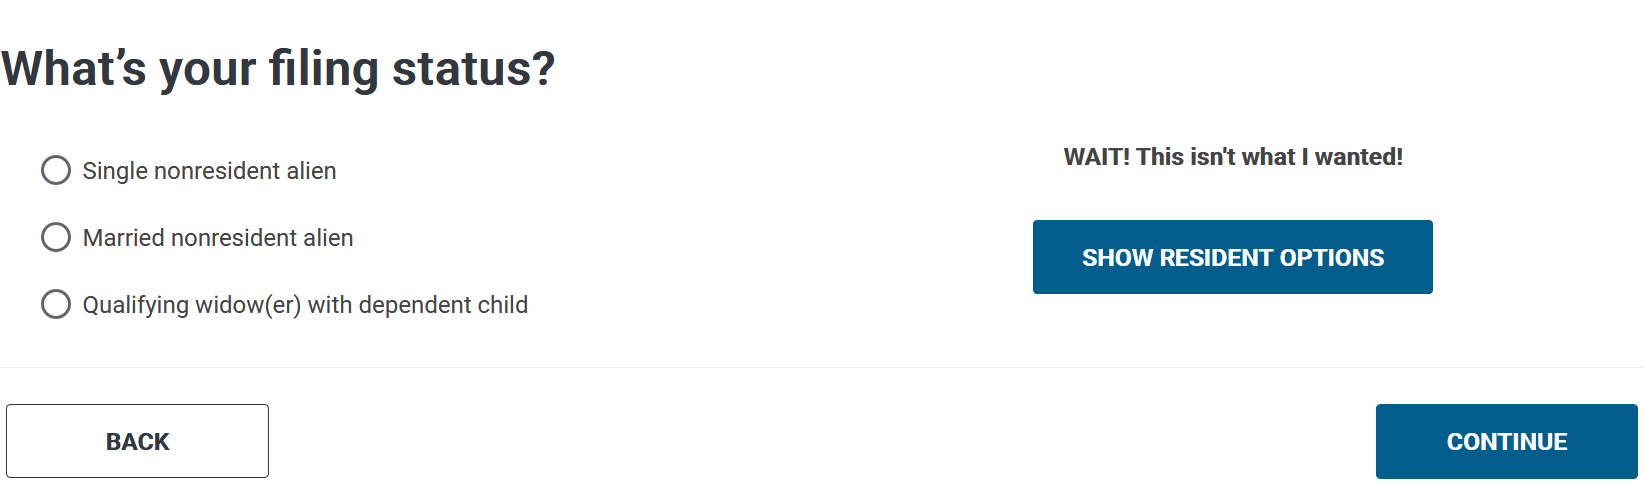 What’s your filing status?
Single nonresident alien
Married nonresident alien
Qualifying widow(er) with dependent child
WAIT! This isn't what I wanted!
SHOW RESIDENT OPTIONS
BACK
CONTINUE